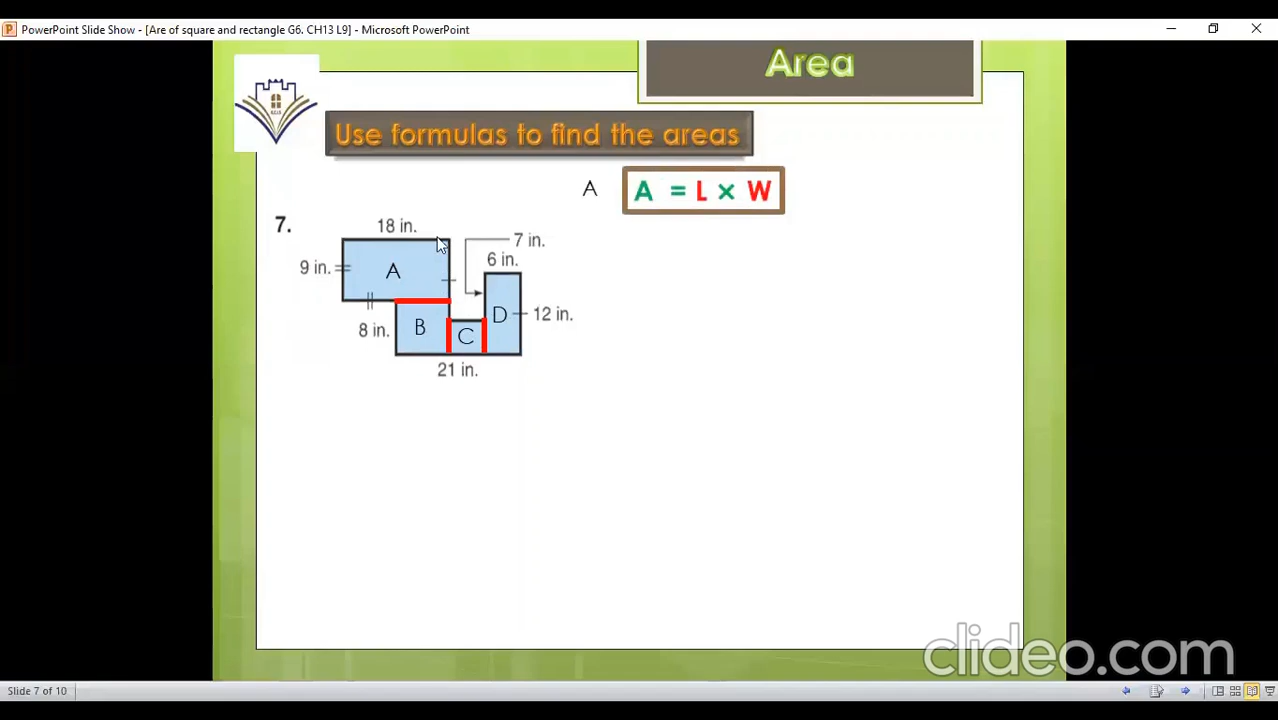 PowerPoint Slide Show - [Are of square and rectangle G6. CH13 L9] - Microsoft PowerPoint
Area
Use formulas to find the areas
A
A = L × W
7.
18 in.
7 in.
6 in.
9 in.
A
D
12 in.
8 in.
B
C
21 in.
clideo.com
Slide 7 of 10